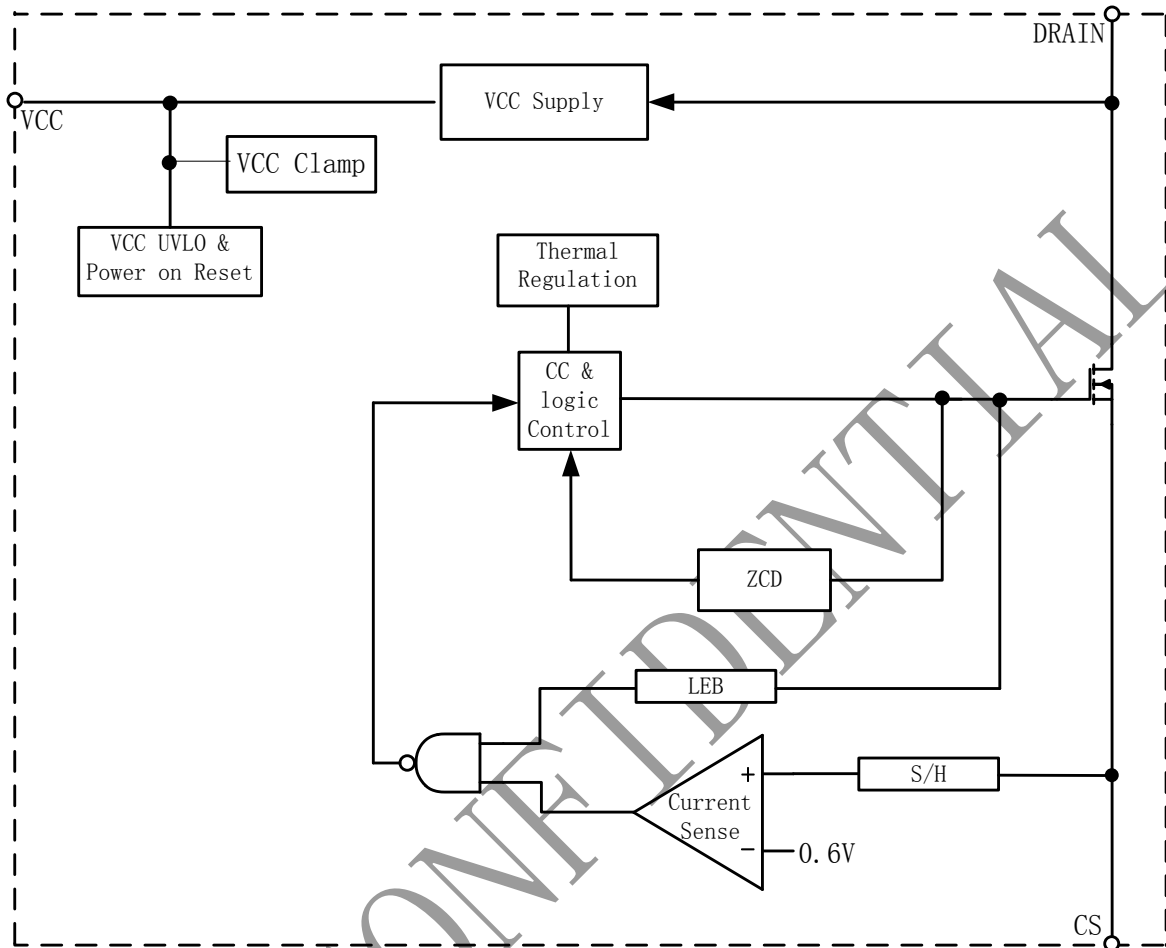 DRAIN
VCC
VCC Supply
VCC Clamp
VCC UVLO &
Power on Reset
Thermal
Regulation
CC &
logic
Control
ZCD
LEB
S/H
+
Current
Sense
−
0.6V
CS
ONFIDENTIAL